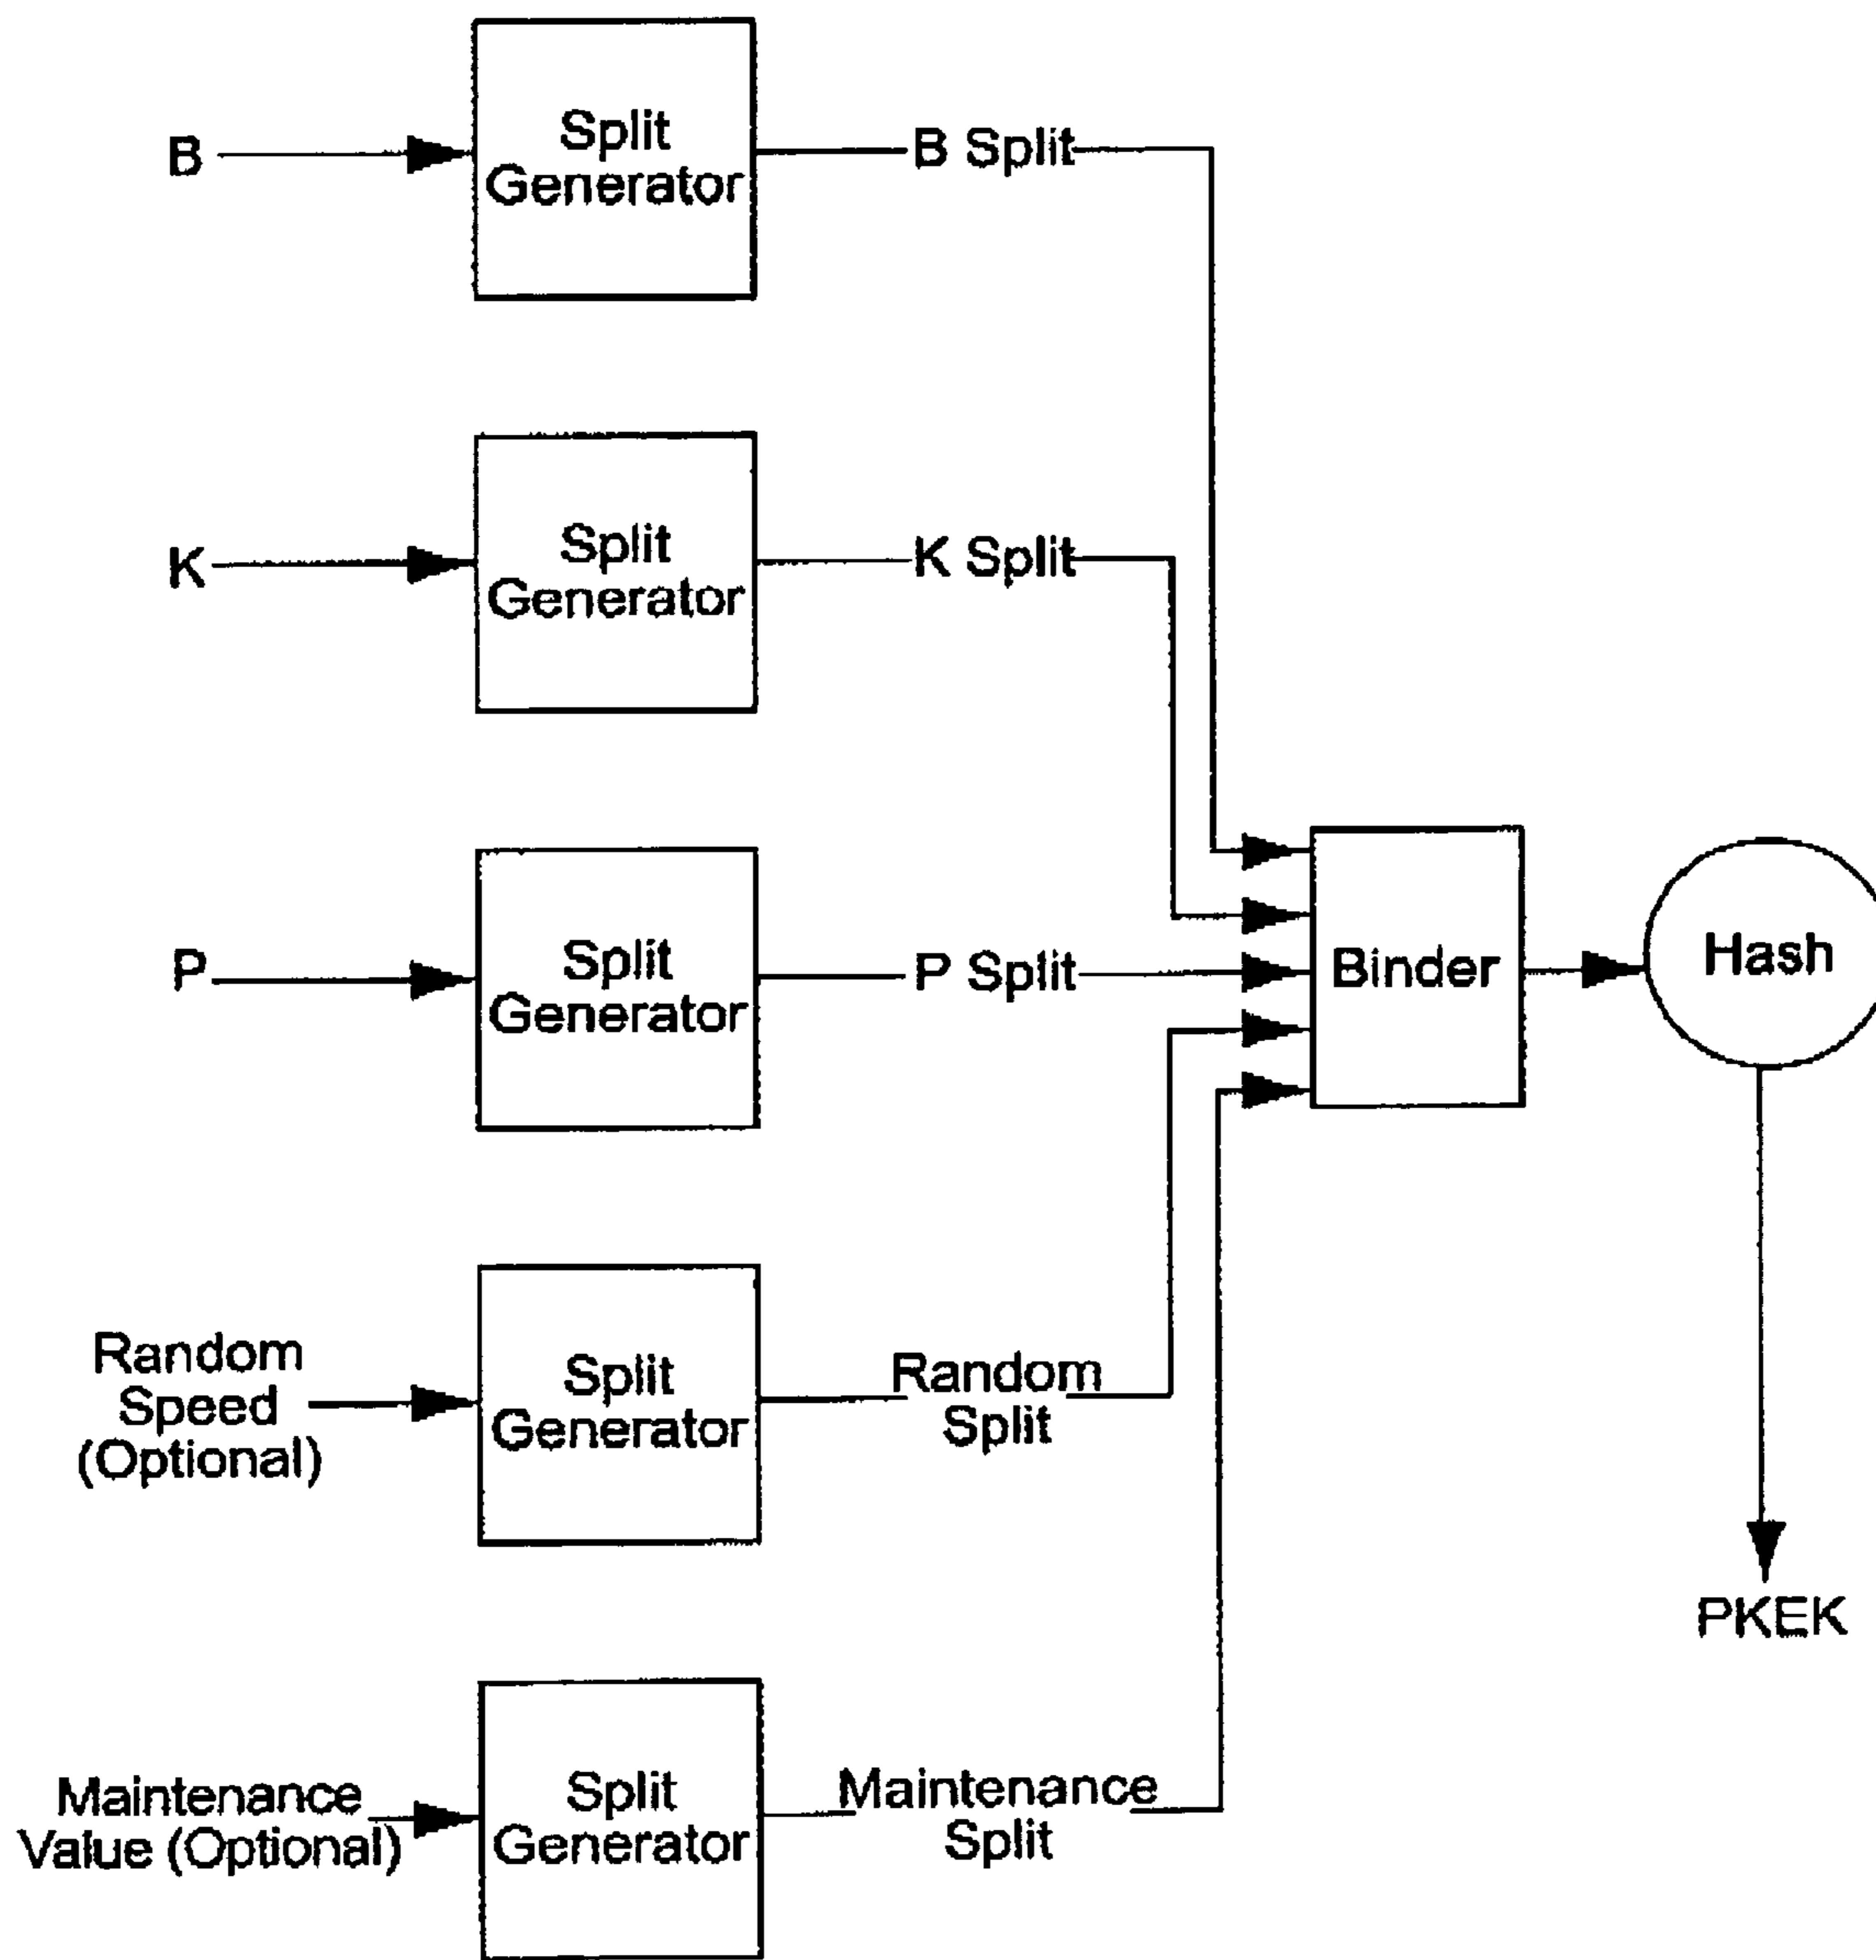 B
Split
Generator
B Split
K
Split
Generator
K Split
P
Split
Generator
P Split
Binder
Hash
Random
Speed
(Optional)
Split
Generator
Random
Split
PKEK
Maintenance
Value (Optional)
Split
Generator
Maintenance
Split